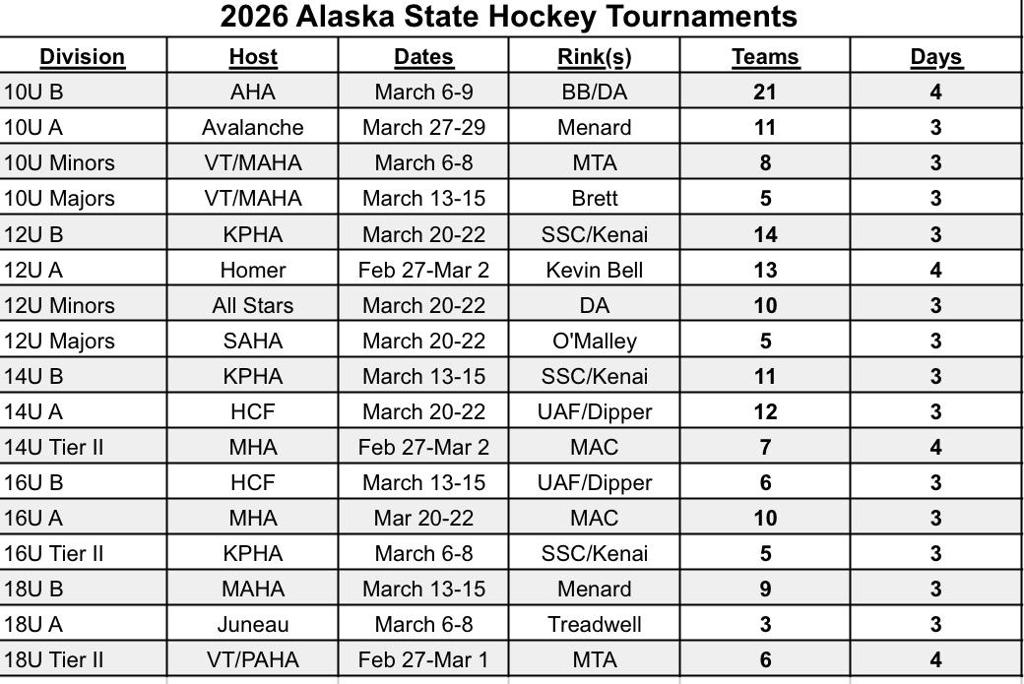 2026 Alaska State Hockey Tournaments
Division Host Dates Rink(s) Teams Days
10U B AHA March 6-9 BB/DA 21 4
10U A Avalanche March 27-29 Menard 11 3
10U Minors VT/MAHA March 6-8 MTA 8 3
10U Majors VT/MAHA March 13-15 Brett 5 3
12U B KPHA March 20-22 SSC/Kenai 14 3
12U A Homer Feb 27-Mar 2 Kevin Bell 13 4
12U Minors All Stars March 20-22 DA 10 3
12U Majors SAHA March 20-22 O'Malley 5 3
14U B KPHA March 13-15 SSC/Kenai 11 3
14U A HCF March 20-22 UAF/Dipper 12 3
14U Tier II MHA Feb 27-Mar 2 MAC 7 4
16U B HCF March 13-15 UAF/Dipper 6 3
16U A MHA Mar 20-22 MAC 10 3
16U Tier II KPHA March 6-8 SSC/Kenai 5 3
18U B MAHA March 13-15 Menard 9 3
18U A Juneau March 6-8 Treadwell 3 3
18U Tier II VT/PAHA Feb 27-Mar 1 MTA 6 4